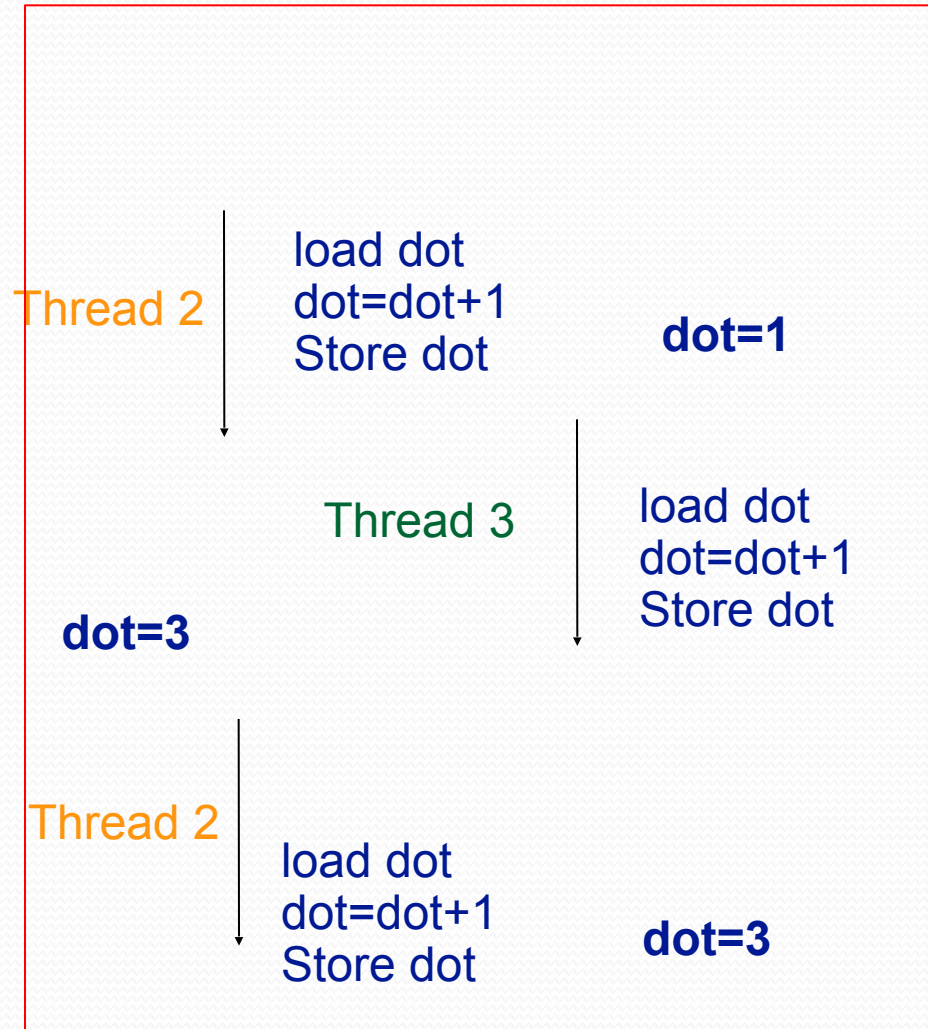 Thread 2
load dot
dot=dot+1
Store dot
dot=1
Thread 3
load dot
dot=dot+1
Store dot
dot=3
Thread 2
load dot
dot=dot+1
Store dot
dot=3